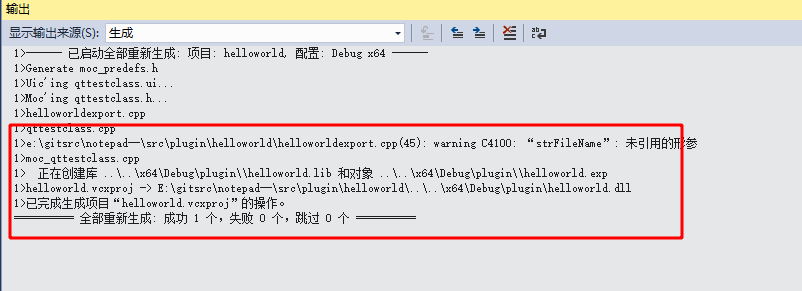 输出
显示输出来源(S): 生成
1>------ 已启动全部重新生成: 项目: helloworld, 配置: Debug x64 ------
1>Generate moc_predefs.h
1>Uic'ing qttestclass.ui...
1>Moc'ing qttestclass.h...
1>helloworldexport.cpp
1>qttestclass.cpp
1>e:\gitsrc\notepad--\src\plugin\helloworld\helloworldexport.cpp(45): warning C4100: “strFileName”: 未引用的形参
1>moc_qttestclass.cpp
1>  正在创建库 ..\..\x64\Debug\plugin\\helloworld.lib 和对象 ..\..\x64\Debug\plugin\\helloworld.exp
1>helloworld.vcxproj -> E:\gitsrc\notepad--\src\plugin\helloworld\..\..\x64\Debug\plugin\helloworld.dll
1>已完成生成项目“helloworld.vcxproj”的操作。
========== 全部重新生成: 成功 1 个，失败 0 个，跳过 0 个 ==========